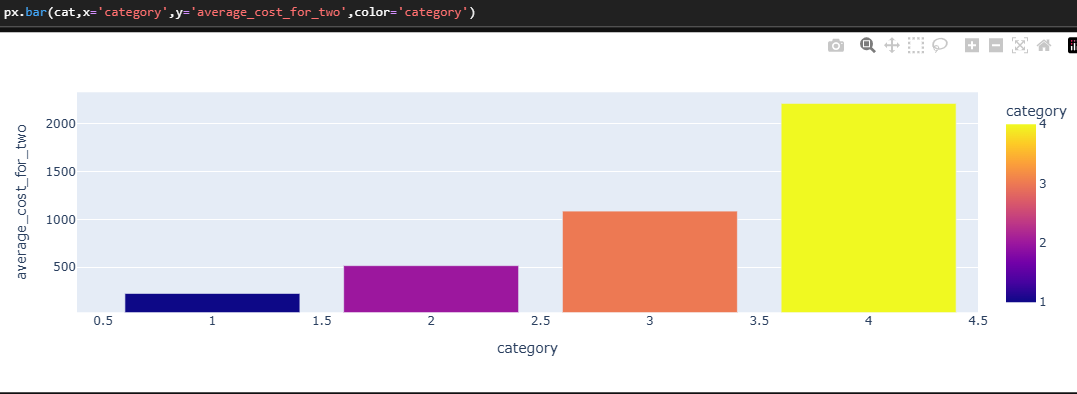 px.bar(cat,x='category',y='average_cost_for_two',color='category')
average_cost_for_two
2000
1500
1000
500
0.5 1 1.5 2 2.5 3 3.5 4 4.5
category
category
4
3
2
1